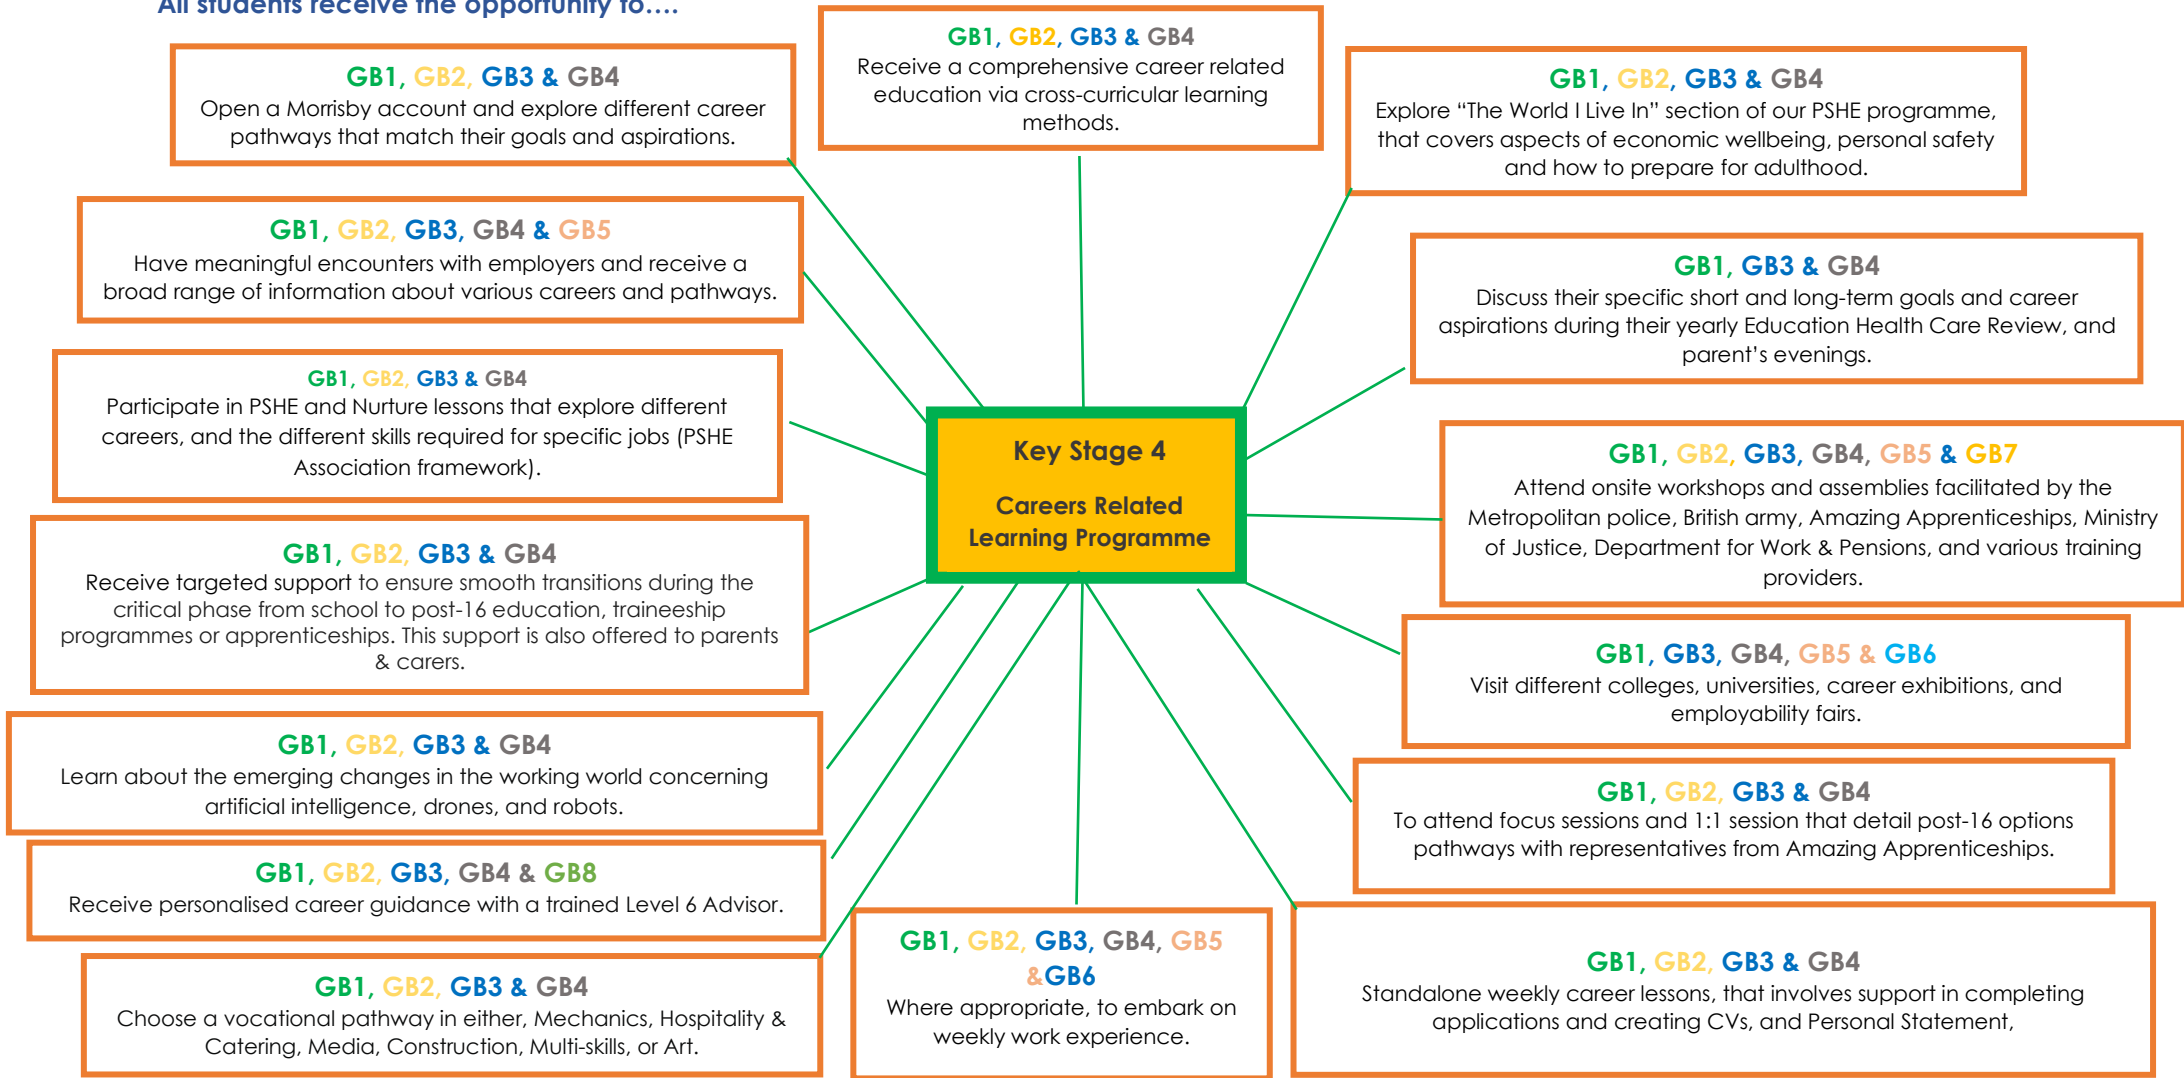 All students receive the opportunity to....
GB1, GB2, GB3 & GB4
Open a Morrisby account and explore different career
pathways that match their goals and aspirations.
GB1, GB2, GB3 & GB4
Receive a comprehensive career related
education via cross-curricular learning
methods.
GB1, GB2, GB3 & GB4
Explore “The World I Live In” section of our PSHE programme,
that covers aspects of economic wellbeing, personal safety
and how to prepare for adulthood.
GB1, GB2, GB3, GB4 & GB5
Have meaningful encounters with employers and receive a
broad range of information about various careers and pathways.
GB1, GB3 & GB4
Discuss their specific short and long-term goals and career
aspirations during their yearly Education Health Care Review, and
parent’s evenings.
GB1, GB2, GB3 & GB4
Participate in PSHE and Nurture lessons that explore different
careers, and the different skills required for specific jobs (PSHE
Association framework).
Key Stage 4
Careers Related
Learning Programme
GB1, GB2, GB3, GB4, GB5 & GB7
Attend onsite workshops and assemblies facilitated by the
Metropolitan police, British army, Amazing Apprenticeships, Ministry
of Justice, Department for Work & Pensions, and various training
providers.
GB1, GB2, GB3 & GB4
Receive targeted support to ensure smooth transitions during the
critical phase from school to post-16 education, traineeship
programmes or apprenticeships. This support is also offered to parents
& carers.
GB1, GB3, GB4, GB5 & GB6
Visit different colleges, universities, career exhibitions, and
employability fairs.
GB1, GB2, GB3 & GB4
Learn about the emerging changes in the working world concerning
artificial intelligence, drones, and robots.
GB1, GB2, GB3 & GB4
To attend focus sessions and 1:1 session that detail post-16 options
pathways with representatives from Amazing Apprenticeships.
GB1, GB2, GB3, GB4 & GB8
Receive personalised career guidance with a trained Level 6 Advisor.
GB1, GB2, GB3, GB4, GB5
&GB6
Where appropriate, to embark on
weekly work experience.
GB1, GB2, GB3 & GB4
Standalone weekly career lessons, that involves support in completing
applications and creating CVs, and Personal Statement,
GB1, GB2, GB3 & GB4
Choose a vocational pathway in either, Mechanics, Hospitality &
Catering, Media, Construction, Multi-skills, or Art.